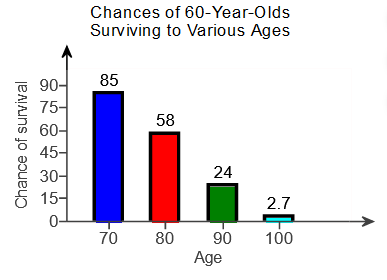 Chances of 60-Year-Olds
Surviving to Various Ages
Chance of survival
90
75
60
45
30
15
0
85
58
24
2.7
70 80 90 100
Age